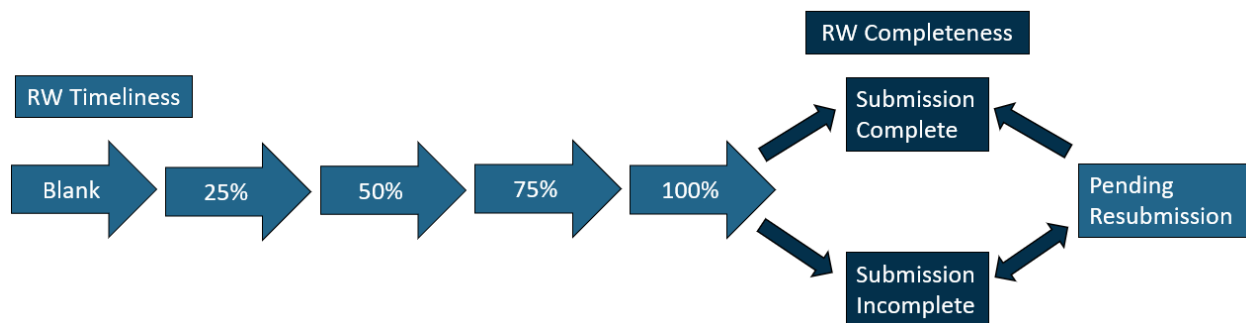 RW Completeness
RW Timeliness
Submission
Complete
Blank
25%
50%
75%
100%
Pending
Resubmission
Submission
Incomplete